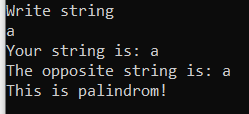 Write string
a
Your string is: a
The opposite string is: a
This is palindrom!